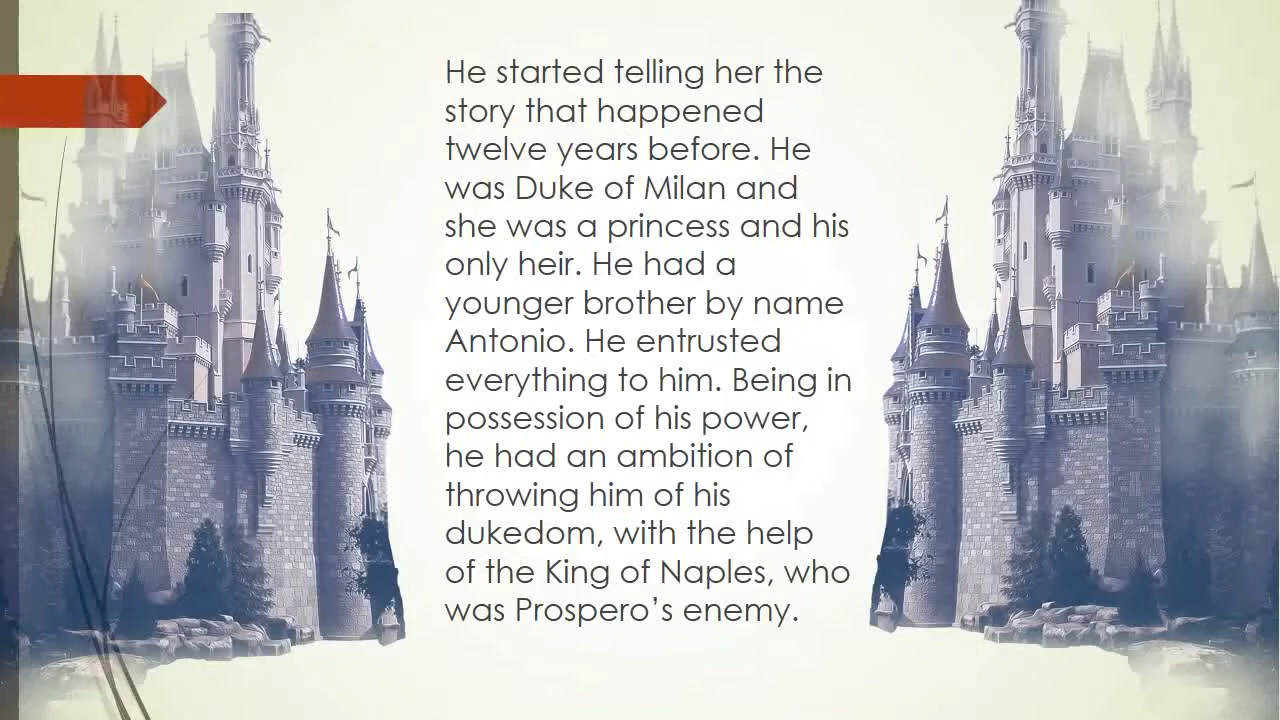 He started telling her the
story that happened
twelve years before. He
was Duke of Milan and
she was a princess and his
only heir. He had a
younger brother by name
Antonio. He entrusted
everything to him. Being in
possession of his power,
he had an ambition of
throwing him of his
dukedom, with the help
of the King of Naples, who
was Prospero’s enemy.